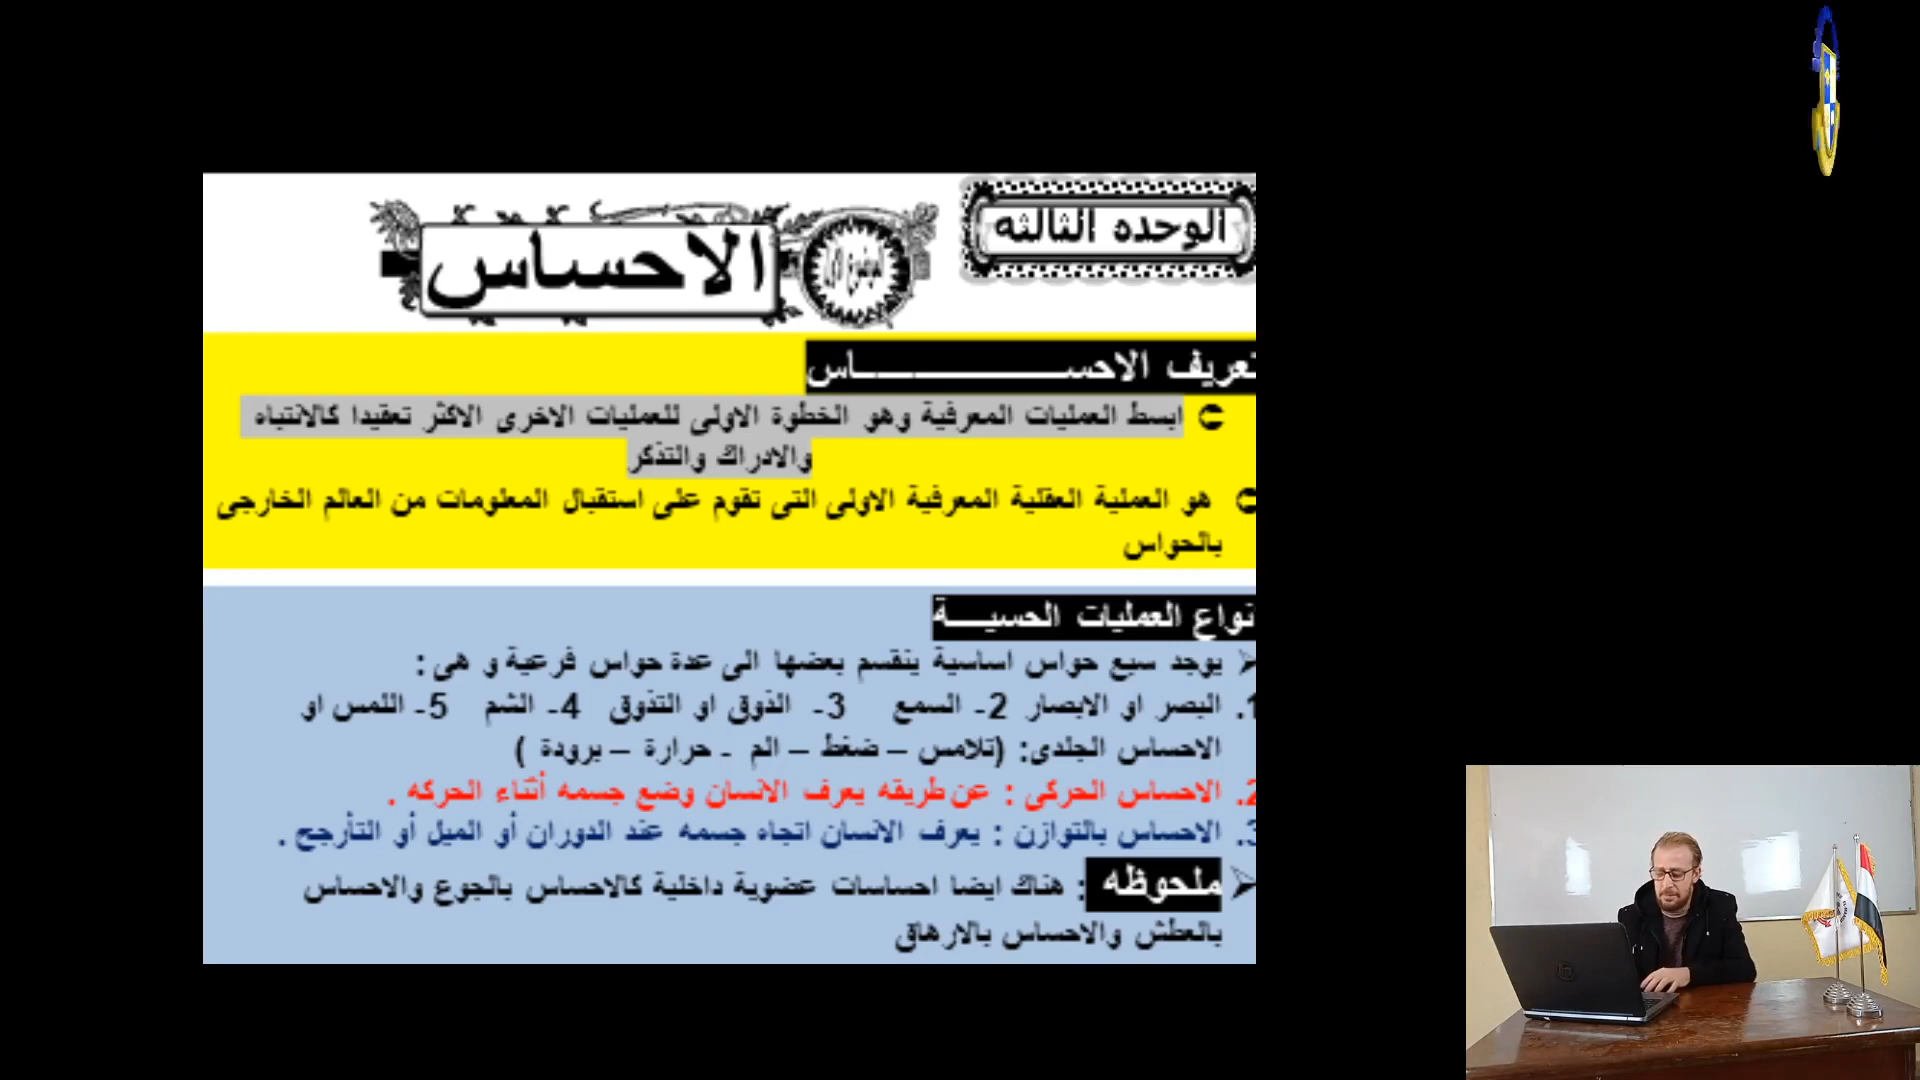 الوحده الثالثه
الاحساس
تعريف الاحســـــــــــــــــاس
ابسط العمليات المعرفية وهو الخطوة الاولى للعمليات الاخرى الاكثر تعقيدا كالانتباه
والادراك والتذكر
هو العملية العقلية المعرفية الاولى التى تقوم على استقبال المعلومات من العالم الخارجى
بالحواس
نواع العمليات الحسيـــة
يوجد سبع حواس اساسية ينقسم بعضها الى عدة حواس فرعية و هى :
1. البصر او الابصار 2- السمع 3- الذوق او التذوق 4- الشم 5- اللمس او
الاحساس الجلدى: (تلامس – ضغط – الم - حرارة – برودة )
2. الاحساس الحركى : عن طريقه يعرف الانسان وضع جسمه أثناء الحركه .
3. الاحساس بالتوازن : يعرف الانسان اتجاه جسمه عند الدوران أو الميل أو التأرجح .
ملحوظه : هناك ايضا احساسات عضوية داخلية كالاحساس بالجوع والاحساس
بالعطش والاحساس بالارهاق